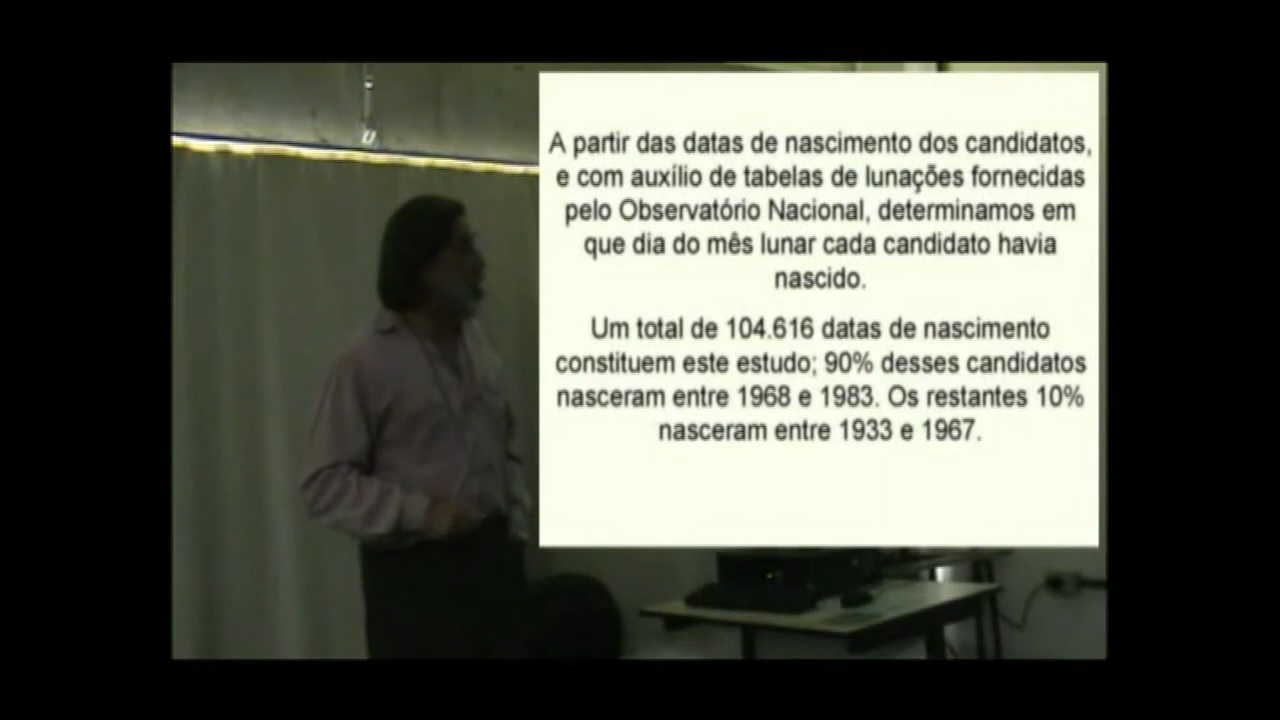 A partir das datas de nascimento dos candidatos,
e com auxílio de tabelas de lunações fornecidas
pelo Observatório Nacional, determinamos em
que dia do mês lunar cada candidato havia
nascido.
Um total de 104.616 datas de nascimento
constituem este estudo; 90% desses candidatos
nasceram entre 1968 e 1983. Os restantes 10%
nasceram entre 1933 e 1967.